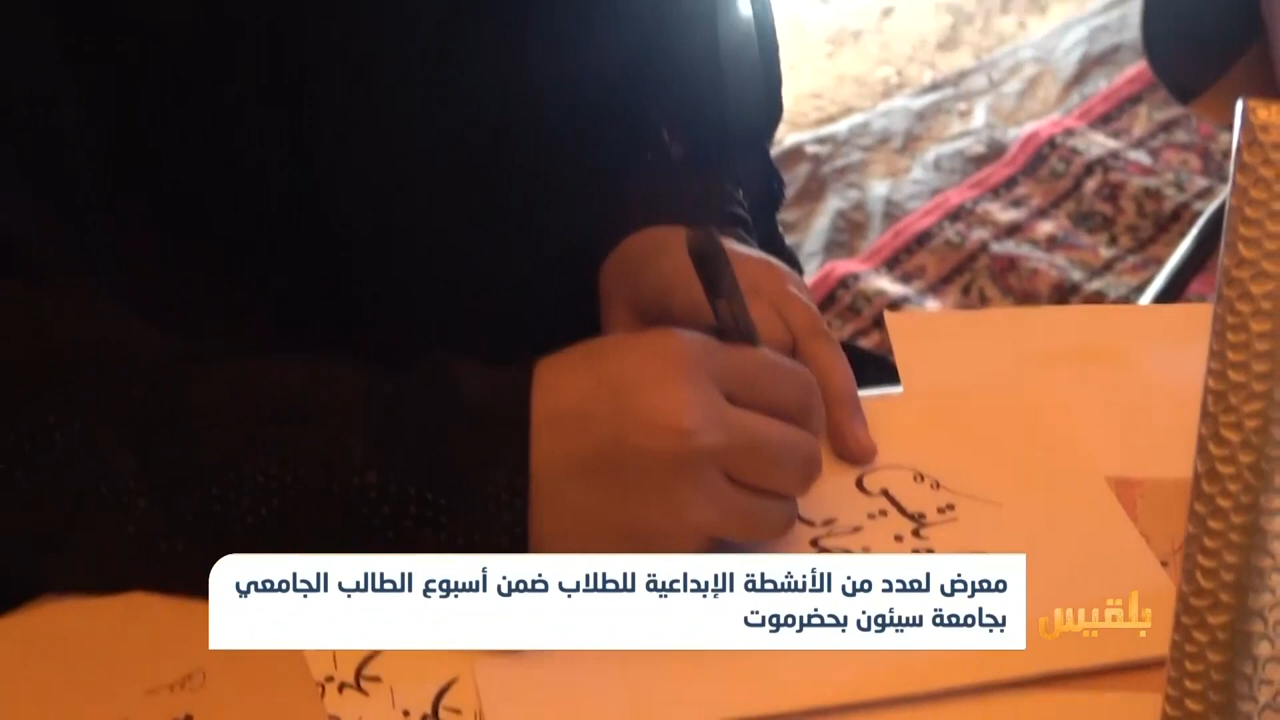 معرض لعدد من الأنشطة الإبداعية للطلاب ضمن أسبوع الطالب الجامعي
بجامعة سيئون بحضرموت
بلقيس